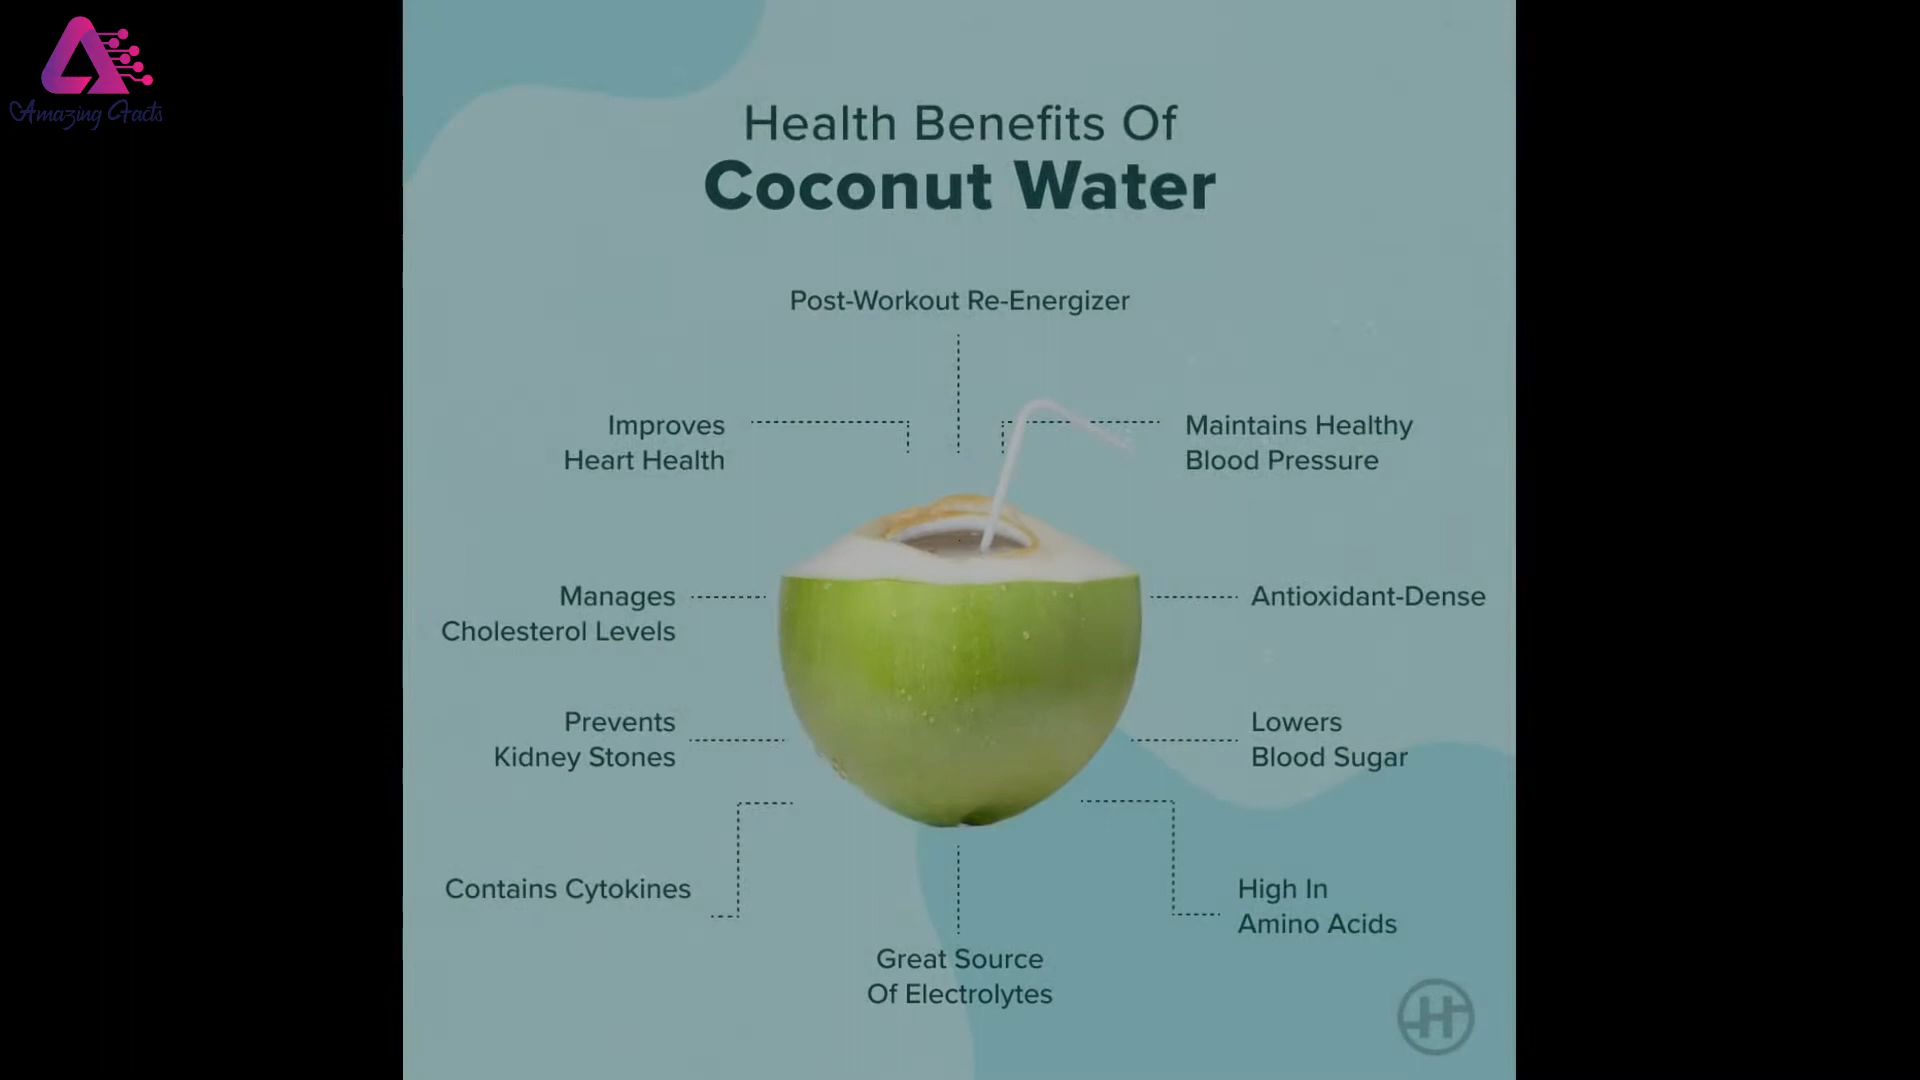 Amazing Facts
Health Benefits Of
Coconut Water
Post-Workout Re-Energizer
Improves
Heart Health
Maintains Healthy
Blood Pressure
Manages
Cholesterol Levels
Antioxidant-Dense
Prevents
Kidney Stones
Lowers
Blood Sugar
Contains Cytokines
High In
Amino Acids
Great Source
Of Electrolytes
H